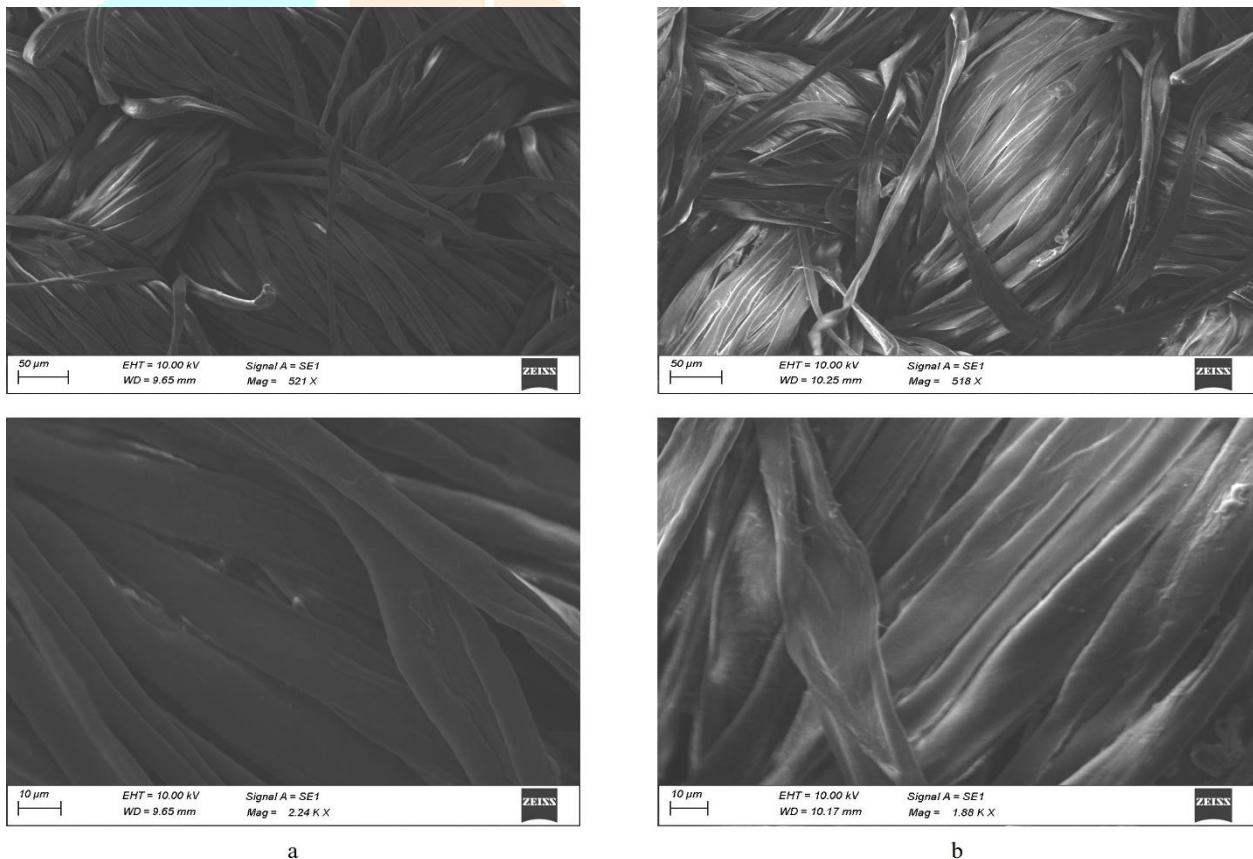 50 µm
EHT = 10.00 kV
Signal A = SE1
WD = 9.65 mm
Mag = 521 X
ZEISS
50 µm
EHT = 10.00 kV
Signal A = SE1
WD = 10.25 mm
Mag = 518 X
ZEISS
10 µm
EHT = 10.00 kV
Signal A = SE1
WD = 9.65 mm
Mag = 2.24 K X
ZEISS
10 µm
EHT = 10.00 kV
Signal A = SE1
WD = 10.17 mm
Mag = 1.88 K X
ZEISS
a
b